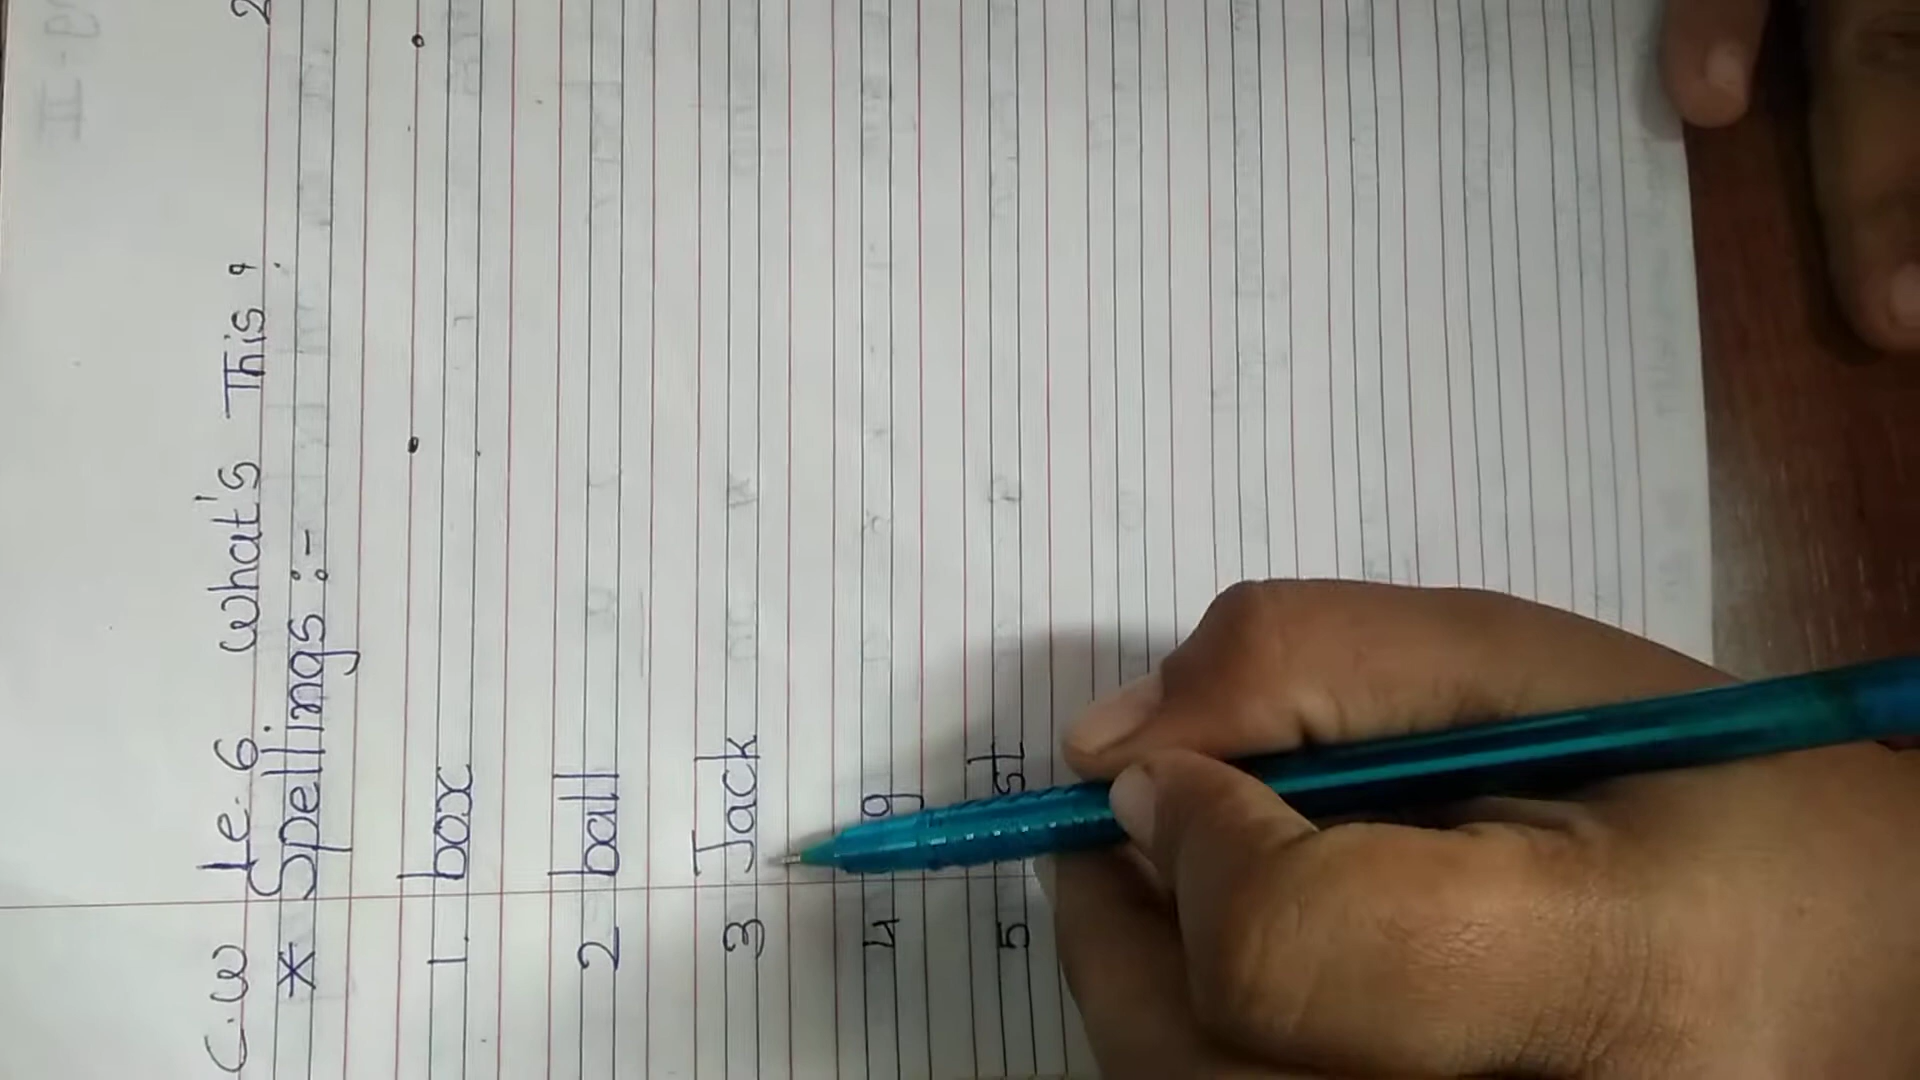 C.W Le. 6 What's This ?
* Spellings :-
1. box
2 ball
3 Jack
4
5